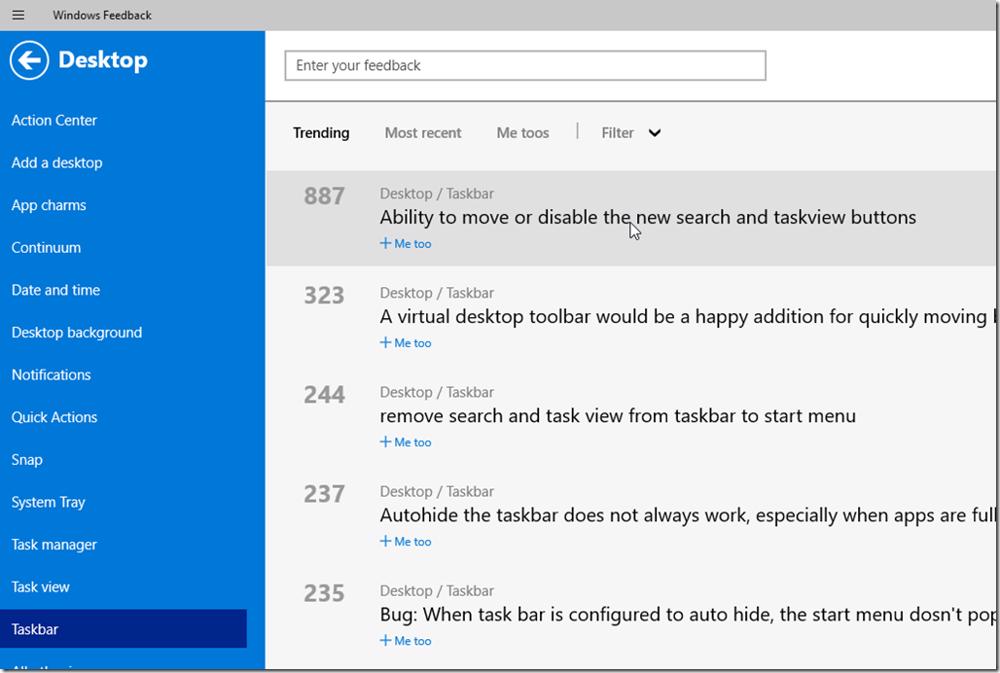 Windows Feedback
Desktop
Action Center
Add a desktop
App charms
Continuum
Date and time
Desktop background
Notifications
Quick Actions
Snap
System Tray
Task manager
Task view
Taskbar
Enter your feedback
Trending Most recent Me toos | Filter
887
Desktop / Taskbar
Ability to move or disable the new search and taskview buttons
+ Me too
323
Desktop / Taskbar
A virtual desktop toolbar would be a happy addition for quickly moving
+ Me too
244
Desktop / Taskbar
remove search and task view from taskbar to start menu
+ Me too
237
Desktop / Taskbar
Autohide the taskbar does not always work, especially when apps are full
+ Me too
235
Desktop / Taskbar
Bug: When task bar is configured to auto hide, the start menu dosn't pop
+ Me too